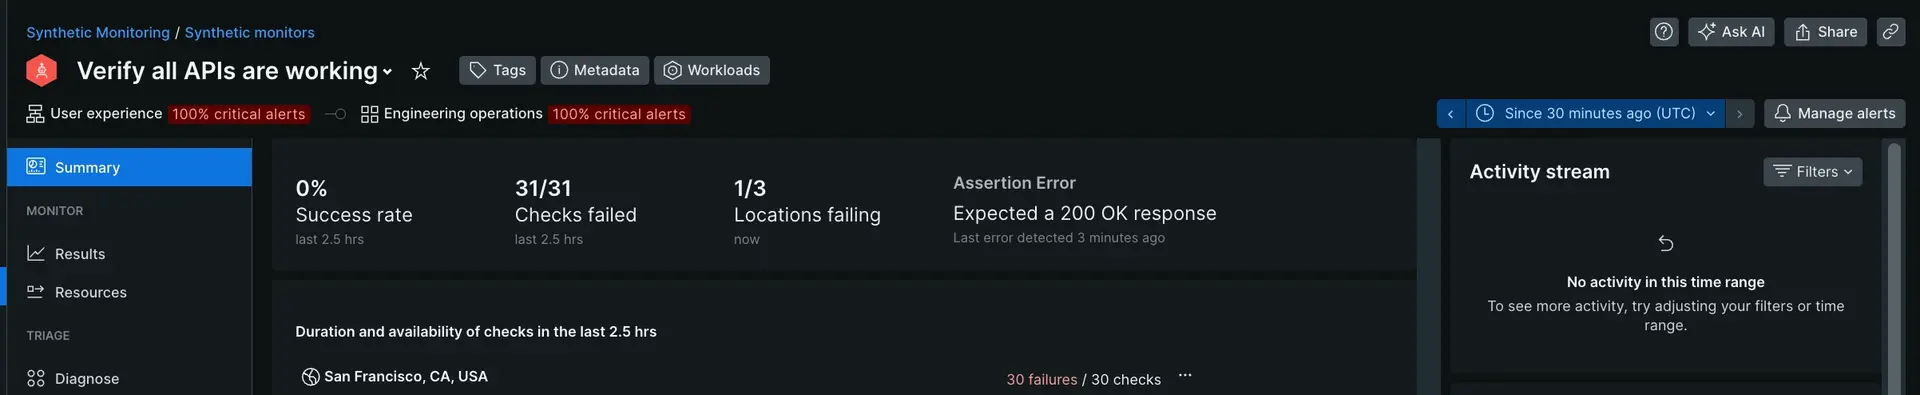 Synthetic Monitoring / Synthetic monitors
Ask AI
Share
Verify all APIs are working
Tags
Metadata
Workloads
User experience 100% critical alerts
Engineering operations 100% critical alerts
Since 30 minutes ago (UTC)
Manage alerts
Summary
MONITOR
Results
Resources
TRIAGE
Diagnose
0%
Success rate
last 2.5 hrs
31/31
Checks failed
last 2.5 hrs
1/3
Locations failing
now
Assertion Error
Expected a 200 OK response
Last error detected 3 minutes ago
Duration and availability of checks in the last 2.5 hrs
San Francisco, CA, USA
30 failures / 30 checks
Activity stream
Filters
No activity in this time range
To see more activity, try adjusting your filters or time
range.